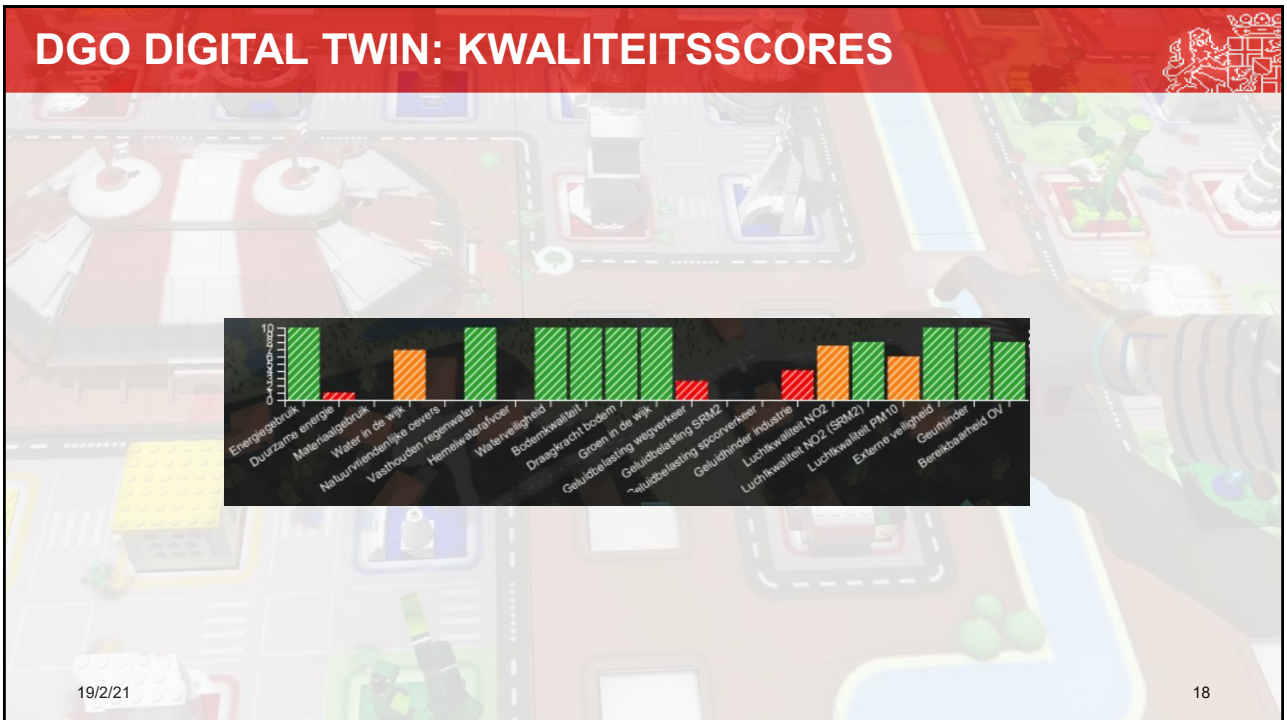 DGO DIGITAL TWIN: KWALITEITSSCORES
10
0
Energiegebruik
Duurzame energie
Materiaalgebruik
Water in de wijk
Natuurvriendelijke oevers
Vasthouden regenwater
Hemelwaterafvoer
Waterveiligheid
Bodemkwaliteit
Draagkracht bodem
Groen in de wijk
Geluidbelasting wegverkeer
Geluidbelasting SRM2
spoorverkeer
Geluidhinder industrie
Luchtkwaliteit NO2
Luchtkwaliteit NO2 (SRM2)
Luchtkwaliteit PM10
Externe veiligheid
Geurhinder
Bereikbaarheid OV
19/2/21
18